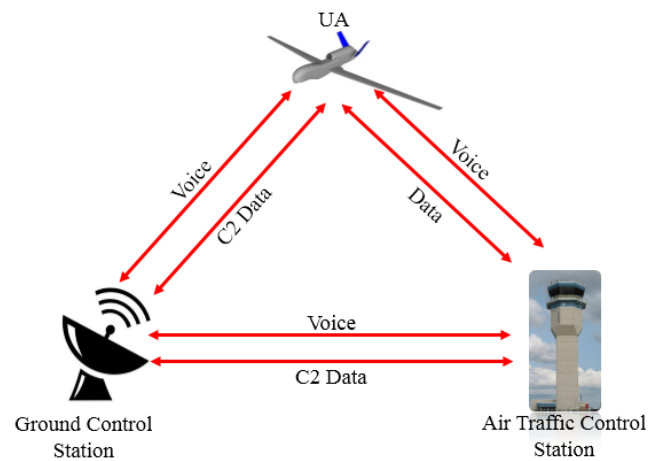 UA
Voice
C2 Data
Data
Voice
Voice
C2 Data
Ground Control
Station
Air Traffic Control
Station